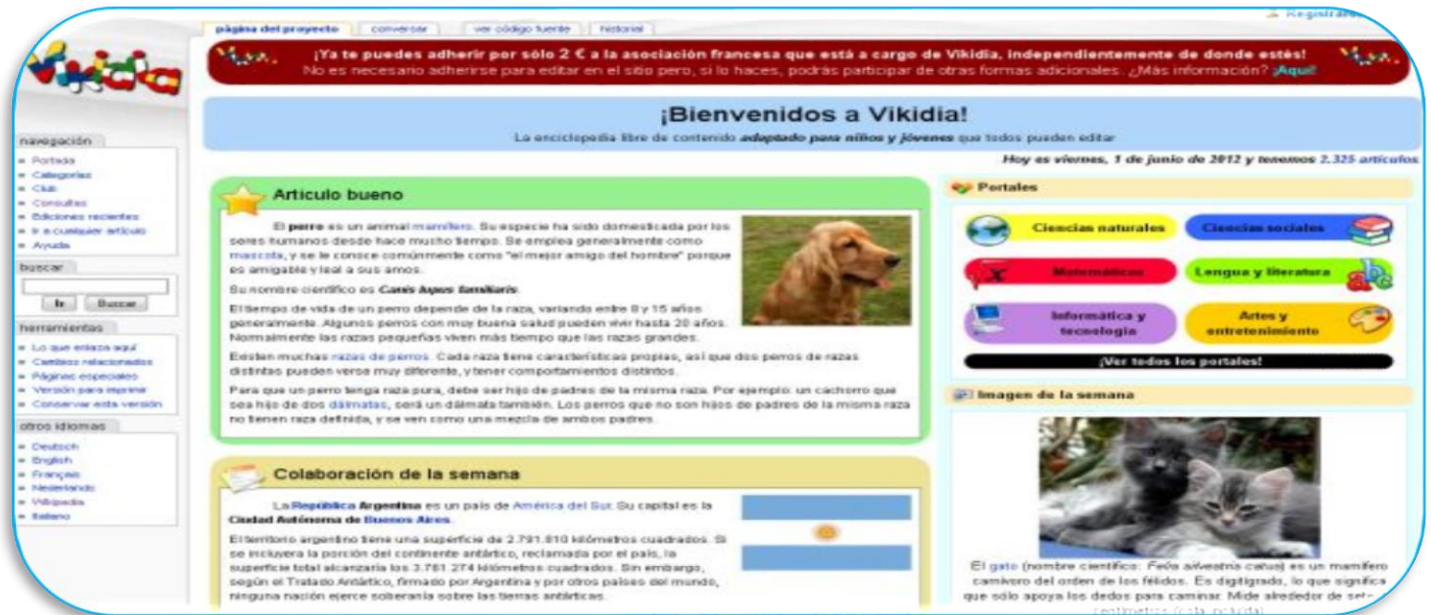 Registrarse
página del proyecto
conversar
ver código fuente
historial
Vikidia
¡Ya te puedes adherir por sólo 2 € a la asociación francesa que está a cargo de Vikidia, independientemente de donde estés!
No es necesario adherirse para editar en el sitio pero, si lo haces, podrás participar de otras formas adicionales. ¿Más información? ¡Aquí!
¡Bienvenidos a Vikidia!
La enciclopedia libre de contenido adaptado para niños y jóvenes que todos pueden editar
Hoy es viernes, 1 de junio de 2012 y tenemos 2.325 artículos
navegación
Portada
Categorías
Club
Consultas
Ediciones recientes
Ir a cualquier artículo
Ayuda
buscar
Ir
Buscar
herramientas
Lo que enlaza aquí
Cambios relacionados
Páginas especiales
Versión para imprimir
Conservar esta versión
otros idiomas
Deutsch
English
Français
Nederlands
Wikipedia
Italiano
Artículo bueno
El perro es un animal mamífero. Su especie ha sido domesticada por los
seres humanos desde hace mucho tiempo. Se emplea generalmente como
mascota, y se le conoce comúnmente como "el mejor amigo del hombre" porque
es amigable y leal a sus amos.
Su nombre científico es Canis lupus familiaris.
El tiempo de vida de un perro depende de la raza, variando entre 8 y 15 años
generalmente. Algunos perros con muy buena salud pueden vivir hasta 20 años.
Normalmente las razas pequeñas viven más tiempo que las razas grandes.
Existen muchas razas de perros. Cada raza tiene características propias, así que dos perros de razas
distintas pueden verse muy diferente, y tener comportamientos distintos.
Para que un perro tenga raza pura, debe ser hijo de padres de la misma raza. Por ejemplo: un cachorro que
sea hijo de dos dálmatas, será un dálmata también. Los perros que no son hijos de padres de la misma raza
no tienen raza definida, y se ven como una mezcla de ambos padres.
Colaboración de la semana
La República Argentina es un país de América del Sur. Su capital es la
Ciudad Autónoma de Buenos Aires.
El territorio argentino tiene una superficie de 2.791.810 kilómetros cuadrados. Si
se incluyera la porción del continente antártico, reclamada por el país, la
superficie total alcanzaría los 3.761.274 kilómetros cuadrados. Sin embargo,
según el Tratado Antártico, firmado por Argentina y por otros países del mundo,
ninguna nación ejerce soberanía sobre las tierras antárticas.
Portales
Ciencias naturales
Ciencias sociales
Matemáticas
Lengua y literatura
Informática y
tecnología
Artes y
entretenimiento
¡Ver todos los portales!
Imagen de la semana
El gato (nombre científico: Felis silvestris catus) es un mamífero
carnívoro del orden de los félidos. Es digitígrado, lo que significa
que sólo apoya los dedos para caminar. Mide alrededor de
centímetros (cola incluida)